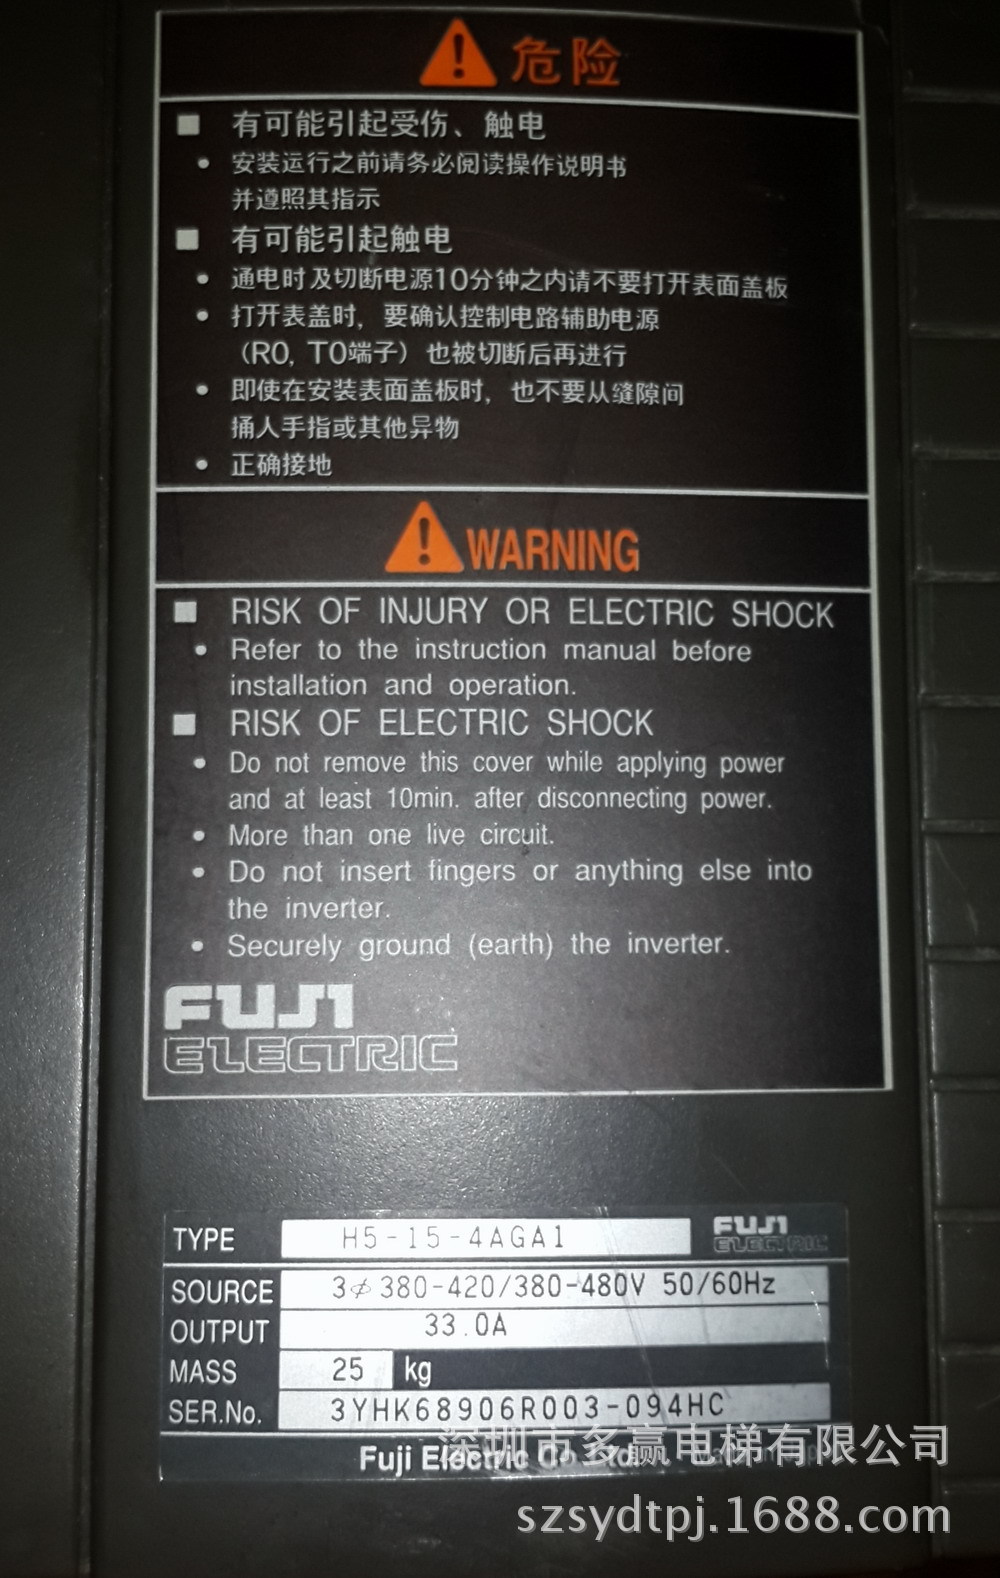 危险
■ 有可能引起受伤、触电
• 安装运行之前请务必阅读操作说明书
并遵照其指示
■ 有可能引起触电
• 通电时及切断电源10分钟之内请不要打开表面盖板
• 打开表盖时，要确认控制电路辅助电源
（R0, T0端子）也被切断后再进行
• 即使在安装表面盖板时，也不要从缝隙间
捅人手指或其他异物
• 正确接地
WARNING
■ RISK OF INJURY OR ELECTRIC SHOCK
• Refer to the instruction manual before
installation and operation.
■ RISK OF ELECTRIC SHOCK
• Do not remove this cover while applying power
and at least 10min. after disconnecting power.
• More than one live circuit.
• Do not insert fingers or anything else into
the inverter.
• Securely ground (earth) the inverter.
FUJI
ELECTRIC
TYPE H5-15-4AGA1 FUJI ELECTRIC
SOURCE 3φ 380-420/380-480V 50/60Hz
OUTPUT 33.0A
MASS 25 kg
SER.No. 3YHK68906R003-094HC
Fuji Electric Co.,Ltd.
深圳市多赢电梯有限公司
szsydtpj.1688.com